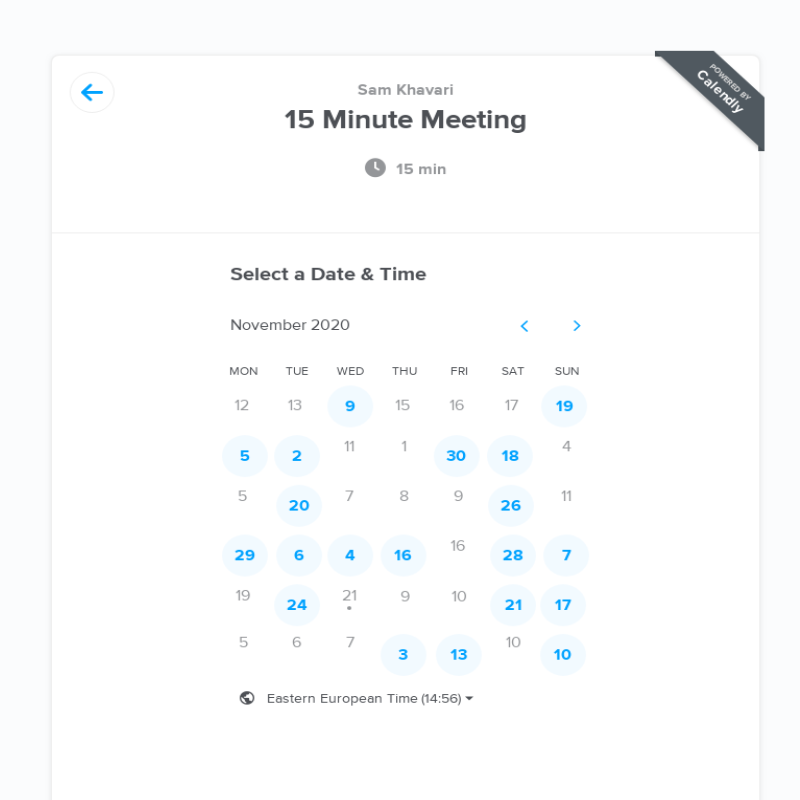 POWERED BY
Calendly
Sam Khavari
15 Minute Meeting
15 min
Select a Date & Time
November 2020
MON TUE WED THU FRI SAT SUN
12 13 9 15 16 17 19
5 2 11 1 30 18 4
5 20 7 8 9 26 11
29 6 4 16 16 28 7
19 24 21 9 10 21 17
5 6 7 3 13 10 10
Eastern European Time (14:56)